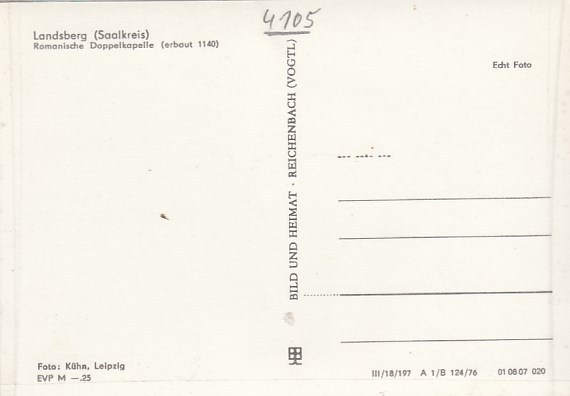 4105
Landsberg (Saalkreis)
Romanische Doppelkapelle (erbaut 1140)
Echt Foto
BILD UND HEIMAT · REICHENBACH (VOGTL)
Foto: Kühn, Leipzig
EVP M —.25
III/18/197 A 1/B 124/76 01 08 07 020